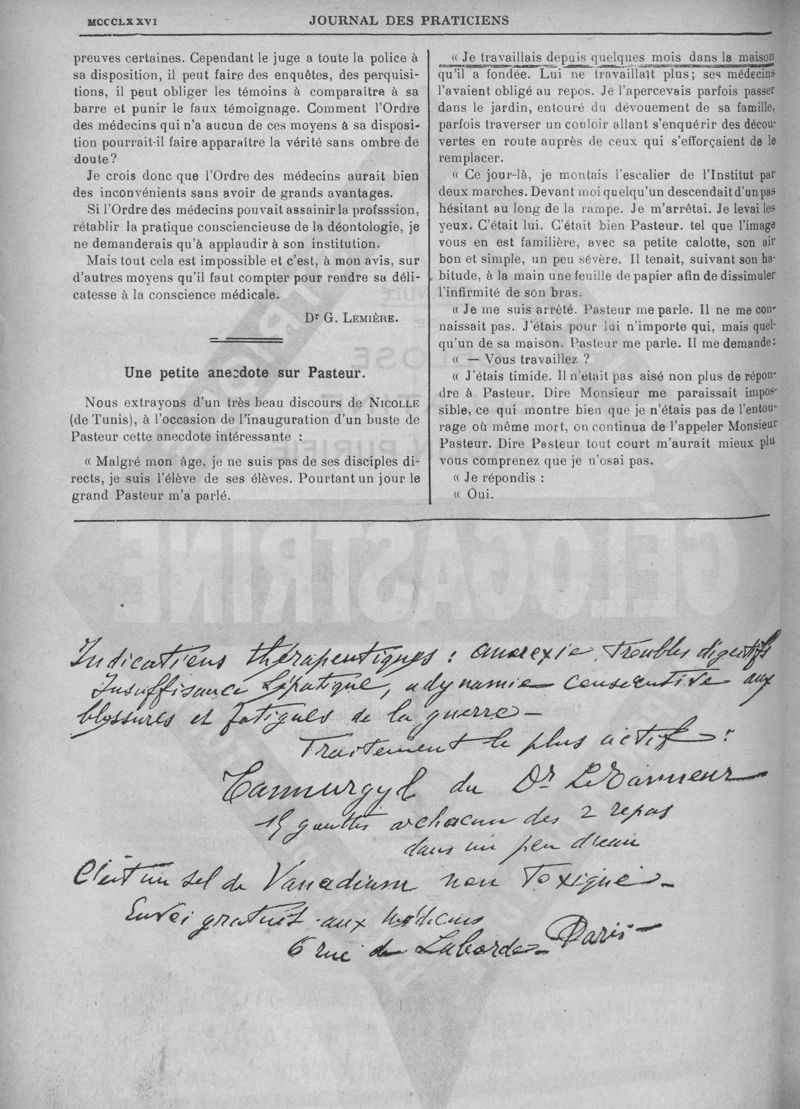 MCCCLXXVI
JOURNAL DES PRATICIENS
preuves certaines. Cependant le juge a toute la police à
sa disposition, il peut faire des enquêtes, des perquisi-
tions, il peut obliger les témoins à comparaître à sa
barre et punir le faux témoignage. Comment l'Ordre
des médecins qui n'a aucun de ces moyens à sa disposi-
tion pourrait-il faire apparaître la vérité sans ombre de
doute ?
Je crois donc que l'Ordre des médecins aurait bien
des inconvénients sans avoir de grands avantages.
Si l'Ordre des médecins pouvait assainir la profsssion,
rétablir la pratique consciencieuse de la déontologie, je
ne demanderais qu'à applaudir à son institution.
Mais tout cela est impossible et c'est, à mon avis, sur
d'autres moyens qu'il faut compter pour rendre sa déli-
catesse à la conscience médicale.
Dr G. LEMIÈRE.
Une petite anecdote sur Pasteur.
Nous extrayons d'un très beau discours de NICOLLE
(de Tunis), à l'occasion de l'inauguration d'un buste de
Pasteur cette anecdote intéressante :
« Malgré mon âge, je ne suis pas de ses disciples di-
rects, je suis l'élève de ses élèves. Pourtant un jour le
grand Pasteur m'a parlé.
« Je travaillais depuis quelques mois dans la maison
qu'il a fondée. Lui ne travaillait plus ; ses médecins
l'avaient obligé au repos. Je l'apercevais parfois passer
dans le jardin, entouré du dévouement de sa famille,
parfois traverser un couloir allant s'enquérir des décou-
vertes en route auprès de ceux qui s'efforçaient de le
remplacer.
« Ce jour-là, je montais l'escalier de l'Institut par
deux marches. Devant moi quelqu'un descendait d'un pas
hésitant au long de la rampe. Je m'arrêtai. Je levai les
yeux. C'était lui. C'était bien Pasteur. tel que l'image
vous en est familière, avec sa petite calotte, son air
bon et simple, un peu sévère. Il tenait, suivant son ha-
bitude, à la main une feuille de papier afin de dissimuler
l'infirmité de son bras.
« Je me suis arrêté. Pasteur me parle. Il ne me con-
naissait pas. J'étais pour lui n'importe qui, mais quel-
qu'un de sa maison. Pasteur me parle. Il me demande :
« — Vous travaillez ?
« J'étais timide. Il n'était pas aisé non plus de répon-
dre à Pasteur. Dire Monsieur me paraissait impos-
sible, ce qui montre bien que je n'étais pas de l'entou-
rage où même mort, on continua de l'appeler Monsieur
Pasteur. Dire Pasteur tout court m'aurait mieux plu
vous comprenez que je n'osai pas.
« Je répondis :
« Oui.
Indications thérapeutiques : anorexie, troubles digestifs
Insuffisance hépatique, adynamie consécutive aux
blessures et fatigues de la guerre —
Traitement le plus actif :
Tannurgyl du Dr Le Tanneur
15 gouttes à chacun des 2 repas
dans un peu d'eau
C'est un sel de Vanadium non Toxique —
Envoi gratuit aux Médecins
6 rue de Laborde — Paris —
GÉLOGASTRINE